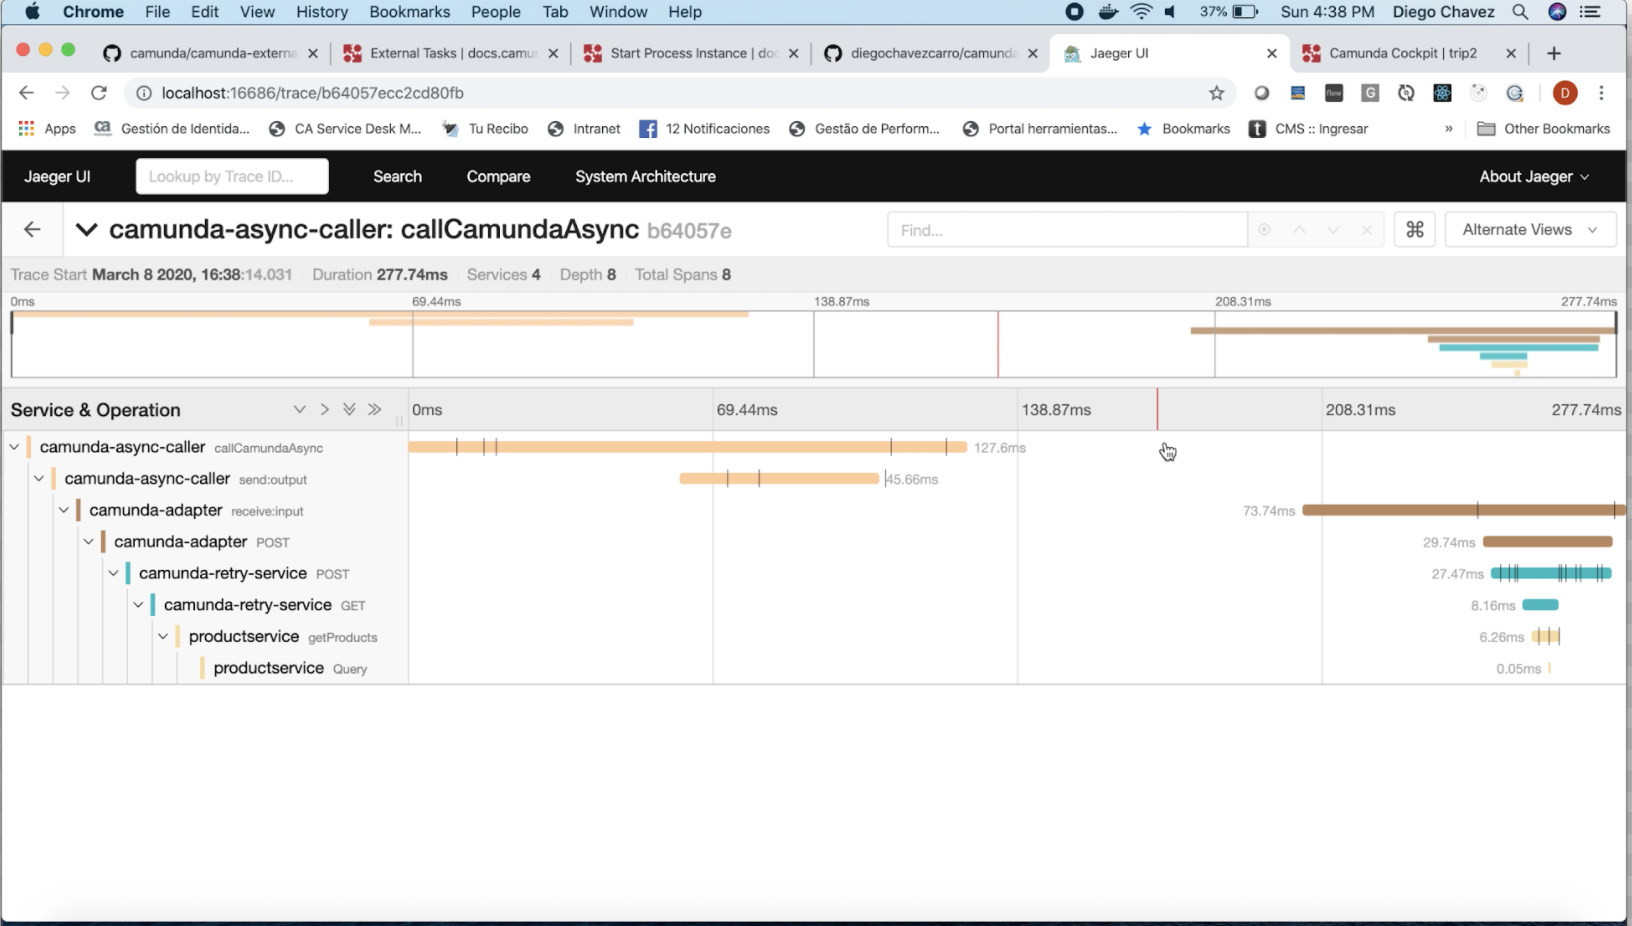 Chrome File Edit View History Bookmarks People Tab Window Help 37% Sun 4:38 PM Diego Chavez
camunda/camunda-externa External Tasks | docs.camun Start Process Instance | doc diegochavezcarro/camunda Jaeger UI Camunda Cockpit | trip2
localhost:16686/trace/b64057ecc2cd80fb D
Apps Gestión de Identida... CA Service Desk M... Tu Recibo Intranet 12 Notificaciones Gestão de Perform... Portal herramientas... Bookmarks CMS :: Ingresar » Other Bookmarks
Jaeger UI Lookup by Trace ID... Search Compare System Architecture About Jaeger
camunda-async-caller: callCamundaAsync b64057e Find... ⌘ Alternate Views
Trace Start March 8 2020, 16:38:14.031 Duration 277.74ms Services 4 Depth 8 Total Spans 8
0ms 69.44ms 138.87ms 208.31ms 277.74ms
Service & Operation 0ms 69.44ms 138.87ms 208.31ms 277.74ms
camunda-async-caller callCamundaAsync 127.6ms
camunda-async-caller send:output 45.66ms
camunda-adapter receive:input 73.74ms
camunda-adapter POST 29.74ms
camunda-retry-service POST 27.47ms
camunda-retry-service GET 8.16ms
productservice getProducts 6.26ms
productservice Query 0.05ms